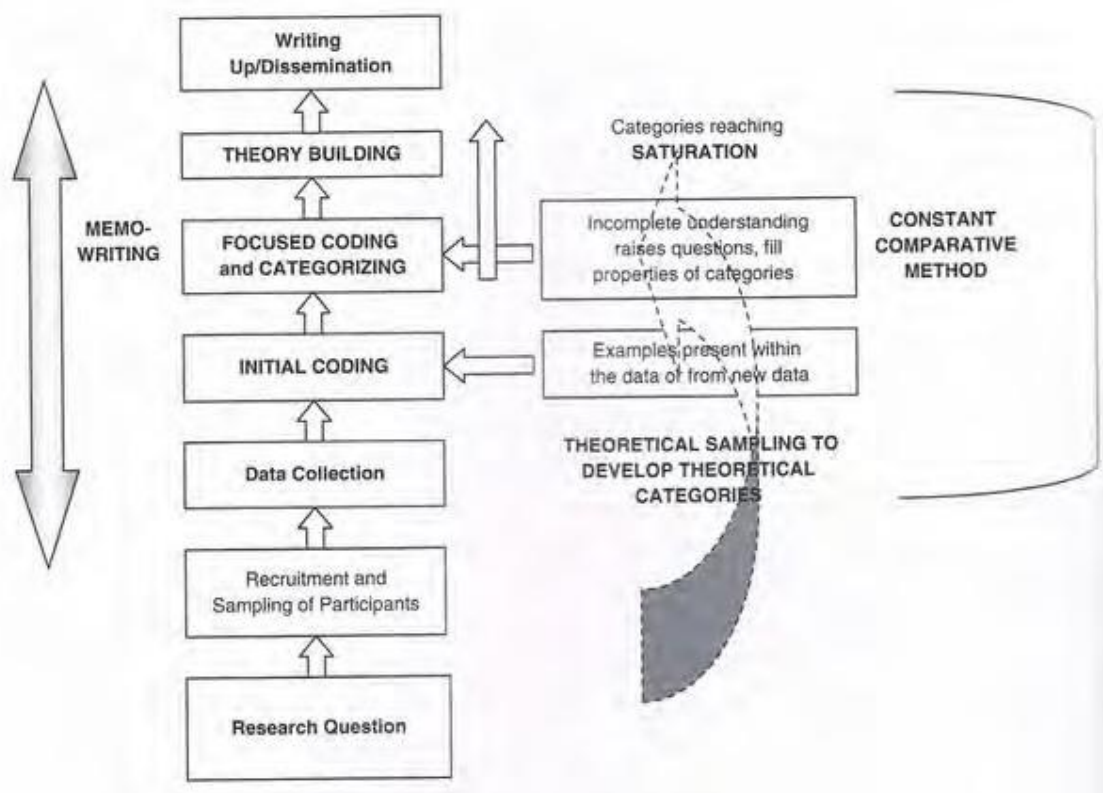 Writing
Up/Dissemination
THEORY BUILDING
FOCUSED CODING
and CATEGORIZING
INITIAL CODING
Data Collection
Recruitment and
Sampling of Participants
Research Question
MEMO-
WRITING
Categories reaching
SATURATION
Incomplete understanding
raises questions, fill
properties of categories
Examples present within
the data or from new data
THEORETICAL SAMPLING TO
DEVELOP THEORETICAL
CATEGORIES
CONSTANT
COMPARATIVE
METHOD